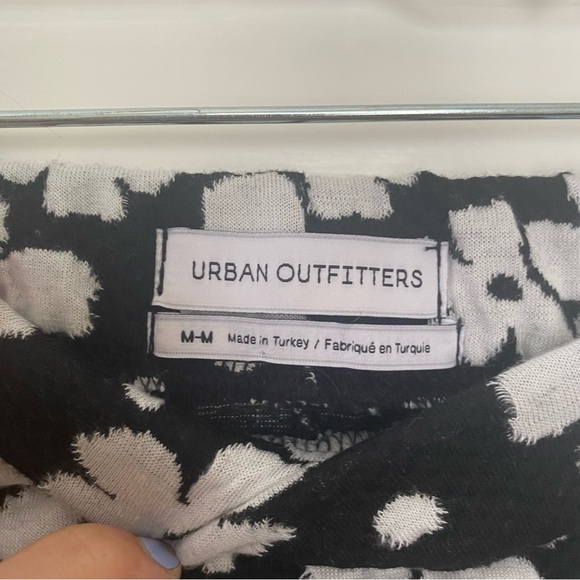 URBAN OUTFITTERS
M-M Made in Turkey / Fabriqué en Turquie